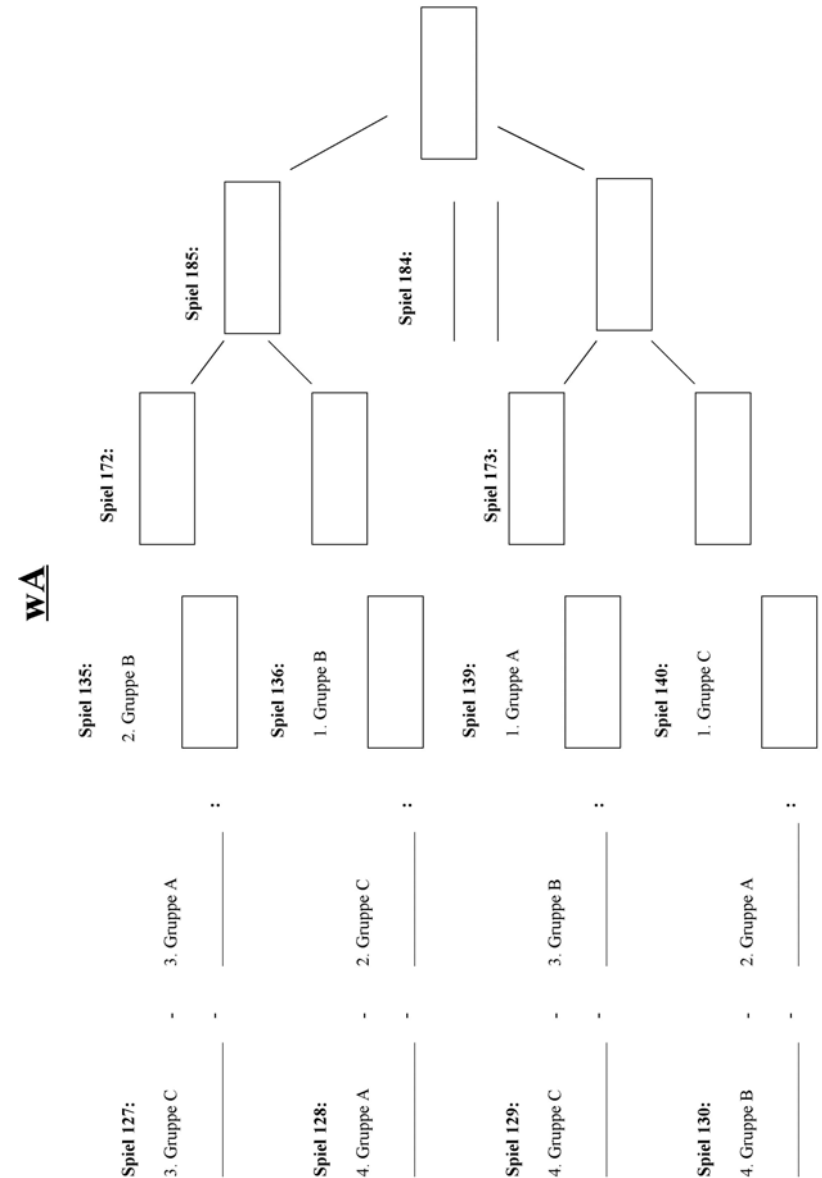 wA
Spiel 127:
3. Gruppe C - 3. Gruppe A
- :
Spiel 128:
4. Gruppe A - 2. Gruppe C
- :
Spiel 129:
4. Gruppe C - 3. Gruppe B
- :
Spiel 130:
4. Gruppe B - 2. Gruppe A
- :
Spiel 135:
2. Gruppe B
Spiel 136:
1. Gruppe B
Spiel 139:
1. Gruppe A
Spiel 140:
1. Gruppe C
Spiel 172:
Spiel 173:
Spiel 185:
Spiel 184: